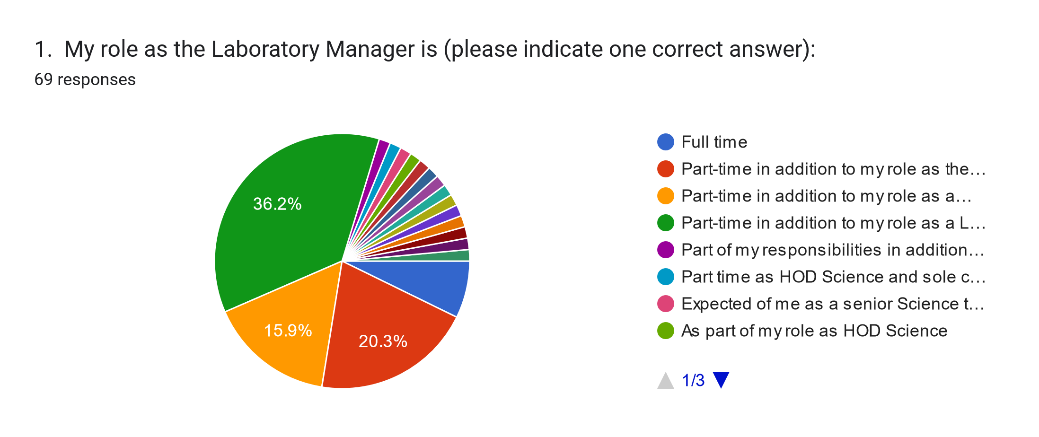 1. My role as the Laboratory Manager is (please indicate one correct answer):
69 responses
36.2%
15.9%
20.3%
Full time
Part-time in addition to my role as the…
Part-time in addition to my role as a…
Part-time in addition to my role as a L…
Part of my responsibilities in addition…
Part time as HOD Science and sole c…
Expected of me as a senior Science t…
As part of my role as HOD Science
1/3